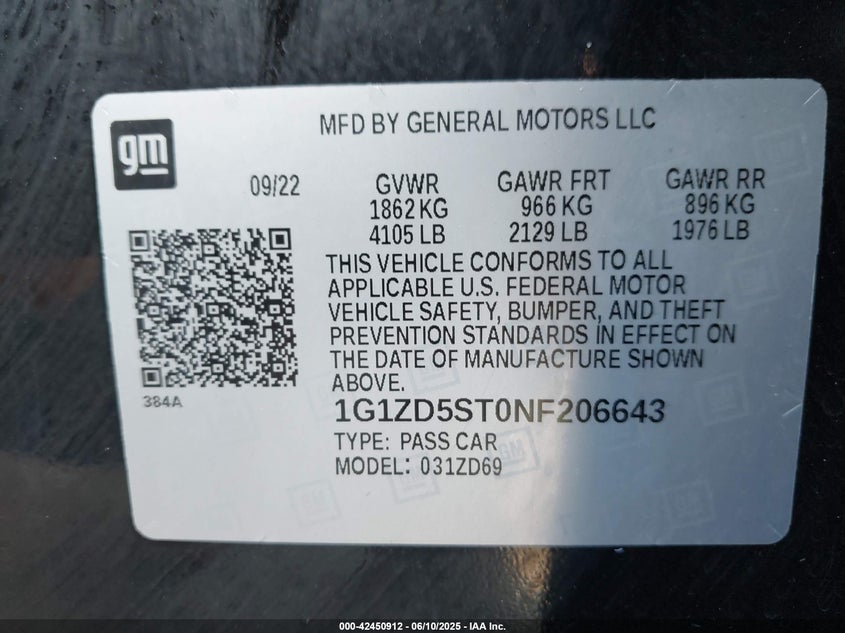 gm
MFD BY GENERAL MOTORS LLC
09/22
GVWR GAWR FRT GAWR RR
1862 KG 966 KG 896 KG
4105 LB 2129 LB 1976 LB
THIS VEHICLE CONFORMS TO ALL
APPLICABLE U.S. FEDERAL MOTOR
VEHICLE SAFETY, BUMPER, AND THEFT
PREVENTION STANDARDS IN EFFECT ON
THE DATE OF MANUFACTURE SHOWN
ABOVE.
384A
1G1ZD5ST0NF206643
TYPE: PASS CAR
MODEL: 031ZD69
000-42450912 - 06/10/2025 - IAA Inc.